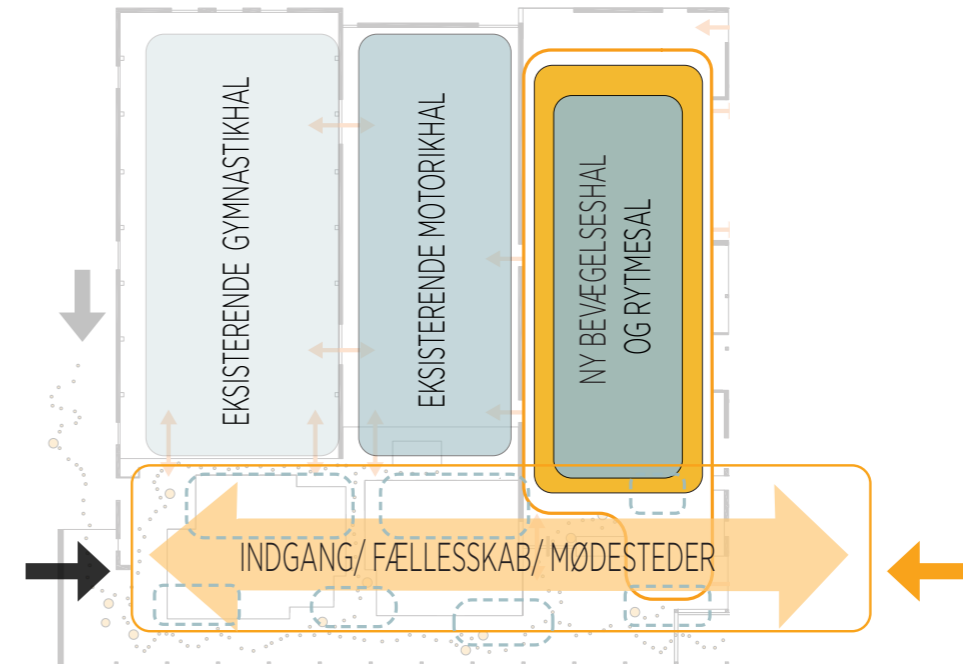 EKSISTERENDE GYMNASTIKHAL
EKSISTERENDE MOTORIKHAL
NY BEVÆGELSESHAL
OG RYTMESAL
INDGANG/ FÆLLESSKAB/ MØDESTEDER